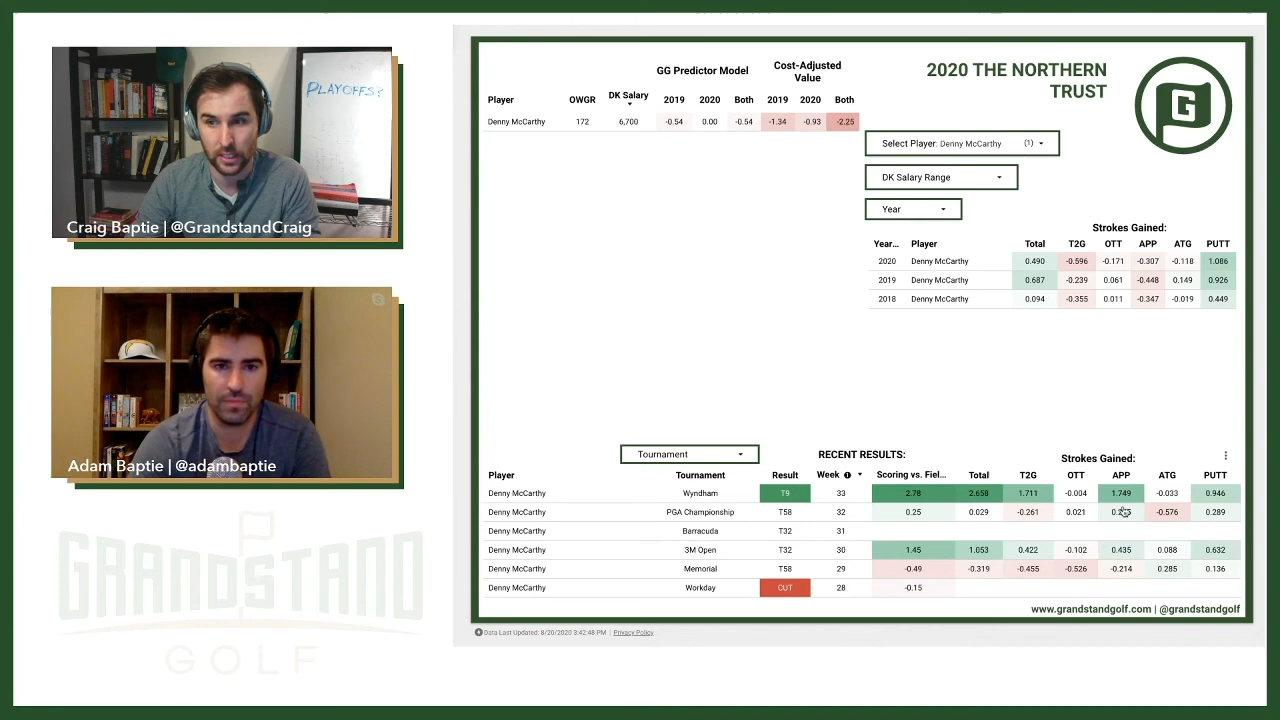 PLAYOFFS?
Craig Baptie | @GrandstandCraig
Adam Baptie | @adambaptie
GRANDSTAND
GOLF
GG Predictor Model
Cost-Adjusted
Value
Player OWGR DK Salary 2019 2020 Both 2019 2020 Both
Denny McCarthy 172 6,700 -0.54 0.00 -0.54 -1.34 -0.93 -2.25
2020 THE NORTHERN
TRUST
G
Select Player: Denny McCarthy (1)
DK Salary Range
Year
Strokes Gained:
Year... Player Total T2G OTT APP ATG PUTT
2020 Denny McCarthy 0.490 -0.596 -0.171 -0.307 -0.118 1.086
2019 Denny McCarthy 0.687 -0.239 0.061 -0.448 0.149 0.926
2018 Denny McCarthy 0.094 -0.355 0.011 -0.347 -0.019 0.449
Tournament
RECENT RESULTS:
Strokes Gained:
Player Tournament Result Week Scoring vs. Fiel... Total T2G OTT APP ATG PUTT
Denny McCarthy Wyndham T9 33 2.78 2.658 1.711 -0.004 1.749 -0.033 0.946
Denny McCarthy PGA Championship T58 32 0.25 0.029 -0.261 0.021 -0.576 0.289
Denny McCarthy Barracuda T32 31
Denny McCarthy 3M Open T32 30 1.45 1.053 0.422 -0.102 0.435 0.088 0.632
Denny McCarthy Memorial T58 29 -0.49 -0.319 -0.455 -0.526 -0.214 0.285 0.136
Denny McCarthy Workday CUT 28 -0.15
www.grandstandgolf.com | @grandstandgolf
Data Last Updated: 8/20/2020 3:42:48 PM | Privacy Policy